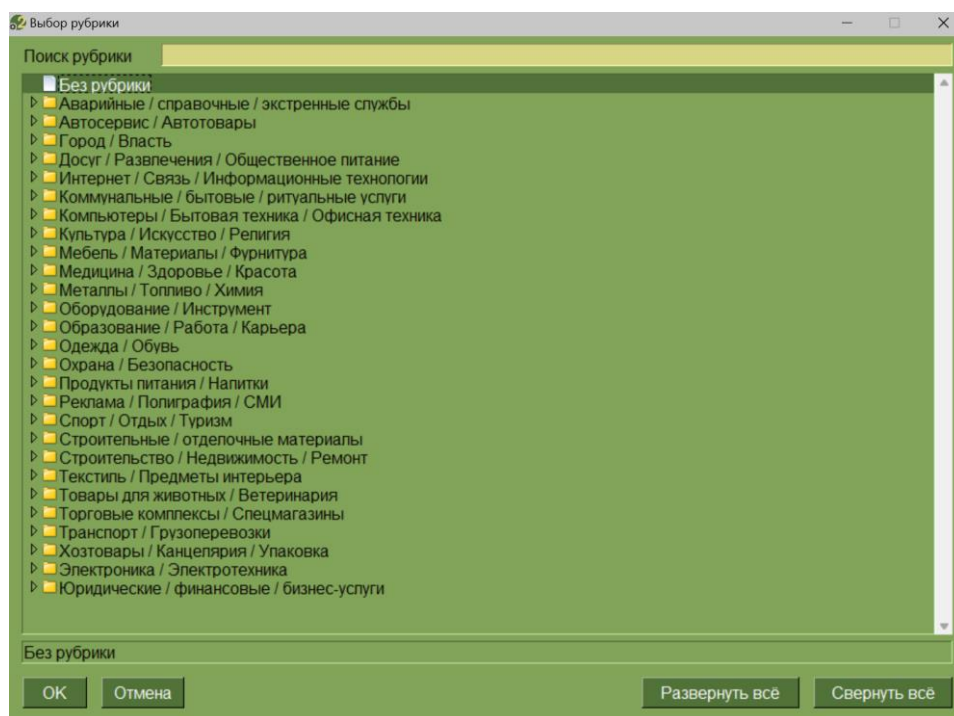 Выбор рубрики
Поиск рубрики
Без рубрики
Аварийные / справочные / экстренные службы
Автосервис / Автотовары
Город / Власть
Досуг / Развлечения / Общественное питание
Интернет / Связь / Информационные технологии
Коммунальные / бытовые / ритуальные услуги
Компьютеры / Бытовая техника / Офисная техника
Культура / Искусство / Религия
Мебель / Материалы / Фурнитура
Медицина / Здоровье / Красота
Металлы / Топливо / Химия
Оборудование / Инструмент
Образование / Работа / Карьера
Одежда / Обувь
Охрана / Безопасность
Продукты питания / Напитки
Реклама / Полиграфия / СМИ
Спорт / Отдых / Туризм
Строительные / отделочные материалы
Строительство / Недвижимость / Ремонт
Текстиль / Предметы интерьера
Товары для животных / Ветеринария
Торговые комплексы / Спецмагазины
Транспорт / Грузоперевозки
Хозтовары / Канцелярия / Упаковка
Электроника / Электротехника
Юридические / финансовые / бизнес-услуги
Без рубрики
OK Отмена Развернуть всё Свернуть всё